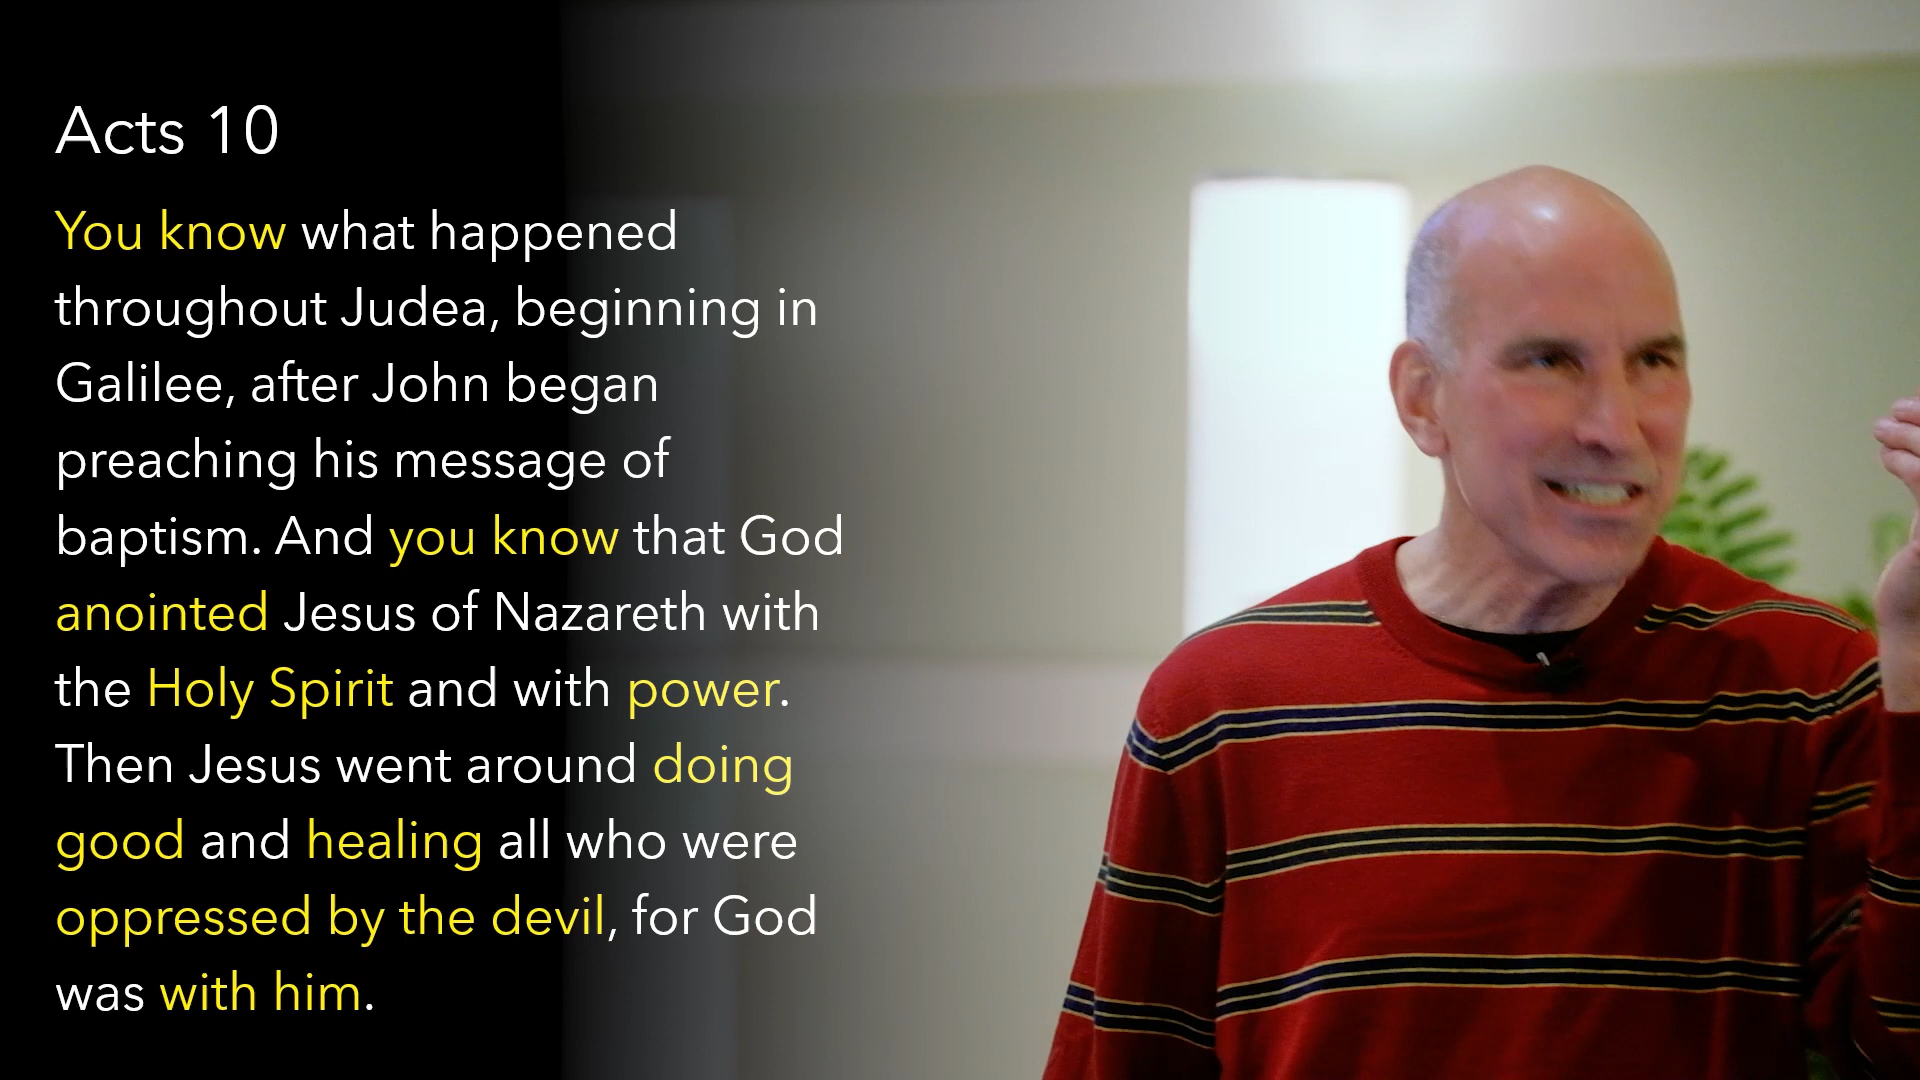 Acts 10
You know what happened
throughout Judea, beginning in
Galilee, after John began
preaching his message of
baptism. And you know that God
anointed Jesus of Nazareth with
the Holy Spirit and with power.
Then Jesus went around doing
good and healing all who were
oppressed by the devil, for God
was with him.